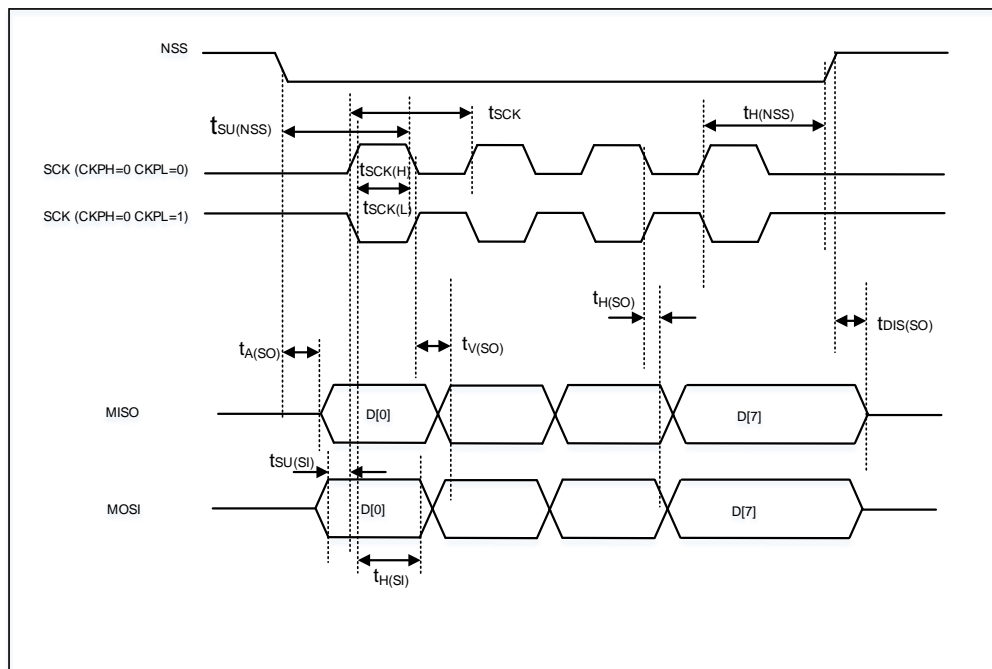 NSS
tSCK
tH(NSS)
tSU(NSS)
SCK (CKPH=0 CKPL=0)
tSCK(H)
tSCK(L)
SCK (CKPH=0 CKPL=1)
tH(SO)
tDIS(SO)
tA(SO)
tV(SO)
MISO
D[0]
D[7]
tSU(SI)
MOSI
D[0]
D[7]
tH(SI)